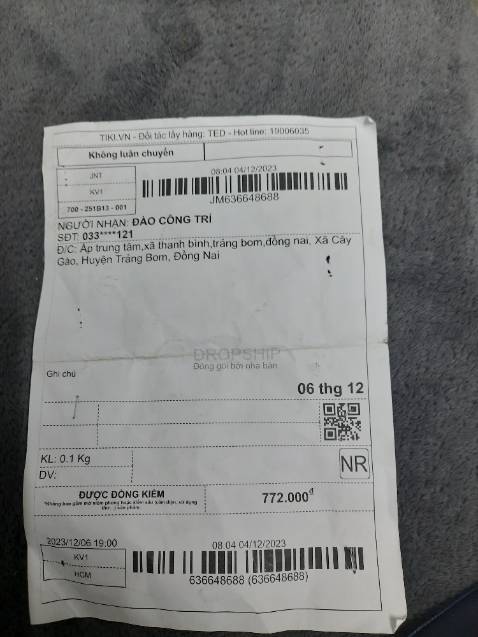 TIKI.VN - Đối tác lấy hàng: TED - Hot line: 19006035
Không luân chuyển
JNT
KV1
700 - 251B13 - 001
08:04 04/12/2023
JM636648688
NGƯỜI NHẬN: ĐÀO CÔNG TRÍ
SĐT: 033****121
Đ/C: Ấp trung tâm,xã thanh bình,trảng bom,đồng nai, Xã Cây
Gáo, Huyện Trảng Bom, Đồng Nai
DROPSHIP
Đóng gói bởi nhà bán
Ghi chú
06 thg 12
KL: 0.1 Kg
DV:
NR
ĐƯỢC ĐỒNG KIỂM
772.000đ
2023/12/06 19:00
KV1
HCM
08:04 04/12/2023
636648688 (636648688)